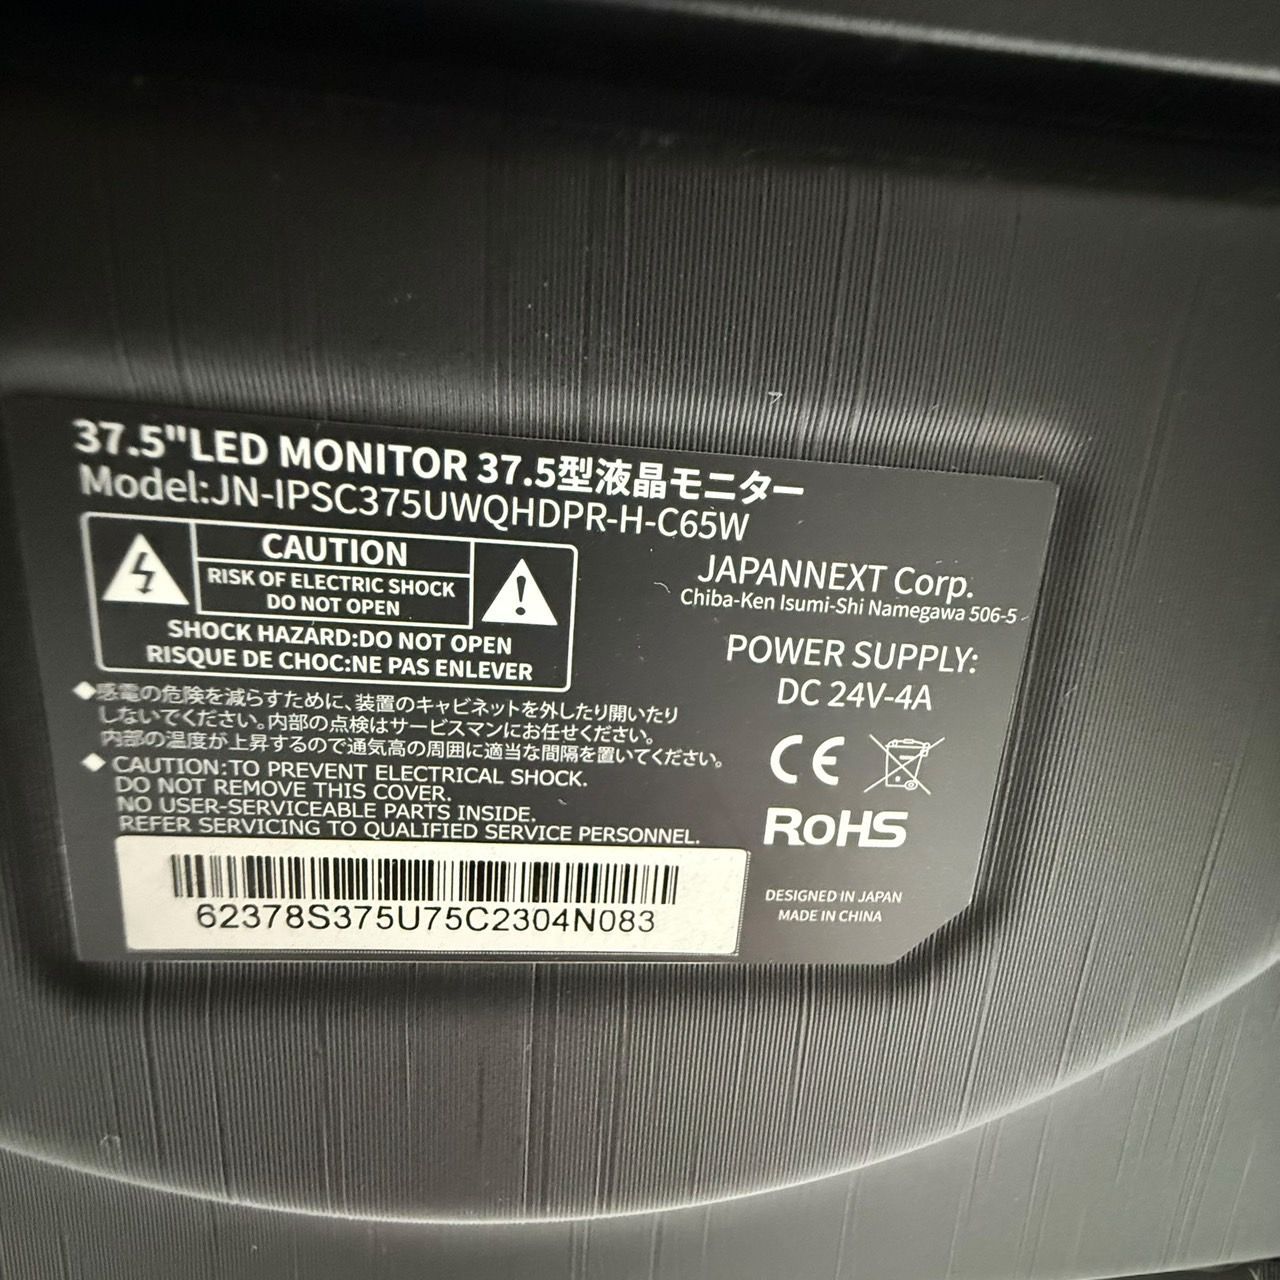 37.5"LED MONITOR 37.5型液晶モニター
Model:JN-IPSC375UWQHDPR-H-C65W
CAUTION
RISK OF ELECTRIC SHOCK
DO NOT OPEN
SHOCK HAZARD:DO NOT OPEN
RISQUE DE CHOC:NE PAS ENLEVER
◆感電の危険を減らすために、装置のキャビネットを外したり開いたり
しないでください。内部の点検はサービスマンにお任せください。
内部の温度が上昇するので通気高の周囲に適当な間隔を置いてください。
◆ CAUTION:TO PREVENT ELECTRICAL SHOCK.
DO NOT REMOVE THIS COVER.
NO USER-SERVICEABLE PARTS INSIDE.
REFER SERVICING TO QUALIFIED SERVICE PERSONNEL.
62378S375U75C2304N083
JAPANNEXT Corp.
Chiba-Ken Isumi-Shi Namegawa 506-5
POWER SUPPLY:
DC 24V-4A
CE
RoHS
DESIGNED IN JAPAN
MADE IN CHINA